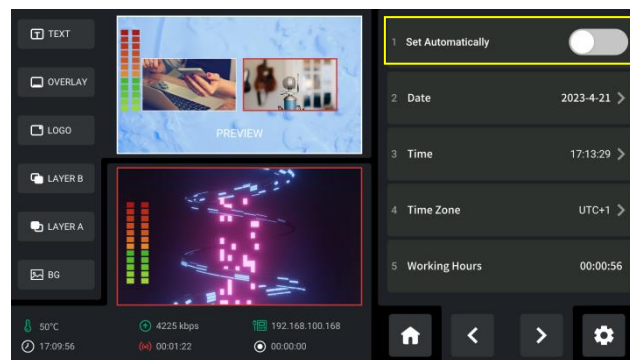 TEXT
OVERLAY
LOGO
LAYER B
LAYER A
BG
PREVIEW
50°C
4225 kbps
192.168.100.168
17:09:56
00:01:22
00:00:00
1 Set Automatically
2 Date 2023-4-21
3 Time 17:13:29
4 Time Zone UTC+1
5 Working Hours 00:00:56